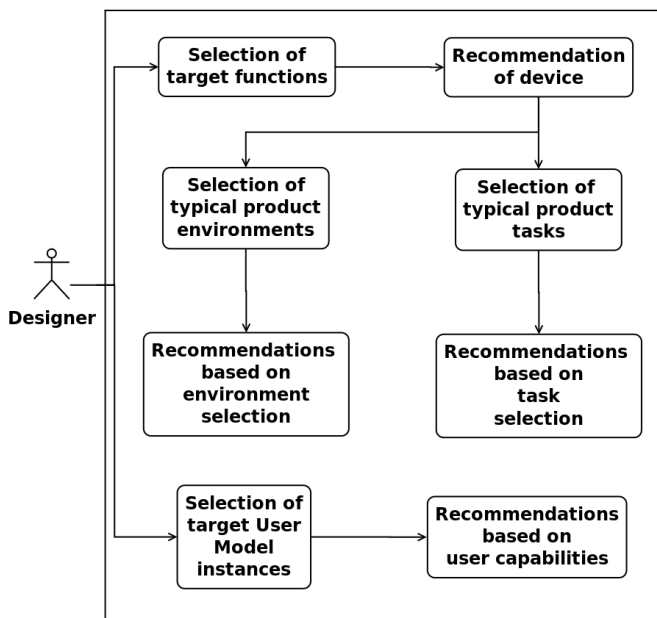 Selection of
target functions
Recommendation
of device
Selection of
typical product
environments
Selection of
typical product
tasks
Designer
Recommendations
based on
environment
selection
Recommendations
based on
task
selection
Selection of
target User
Model
instances
Recommendations
based on
user capabilities